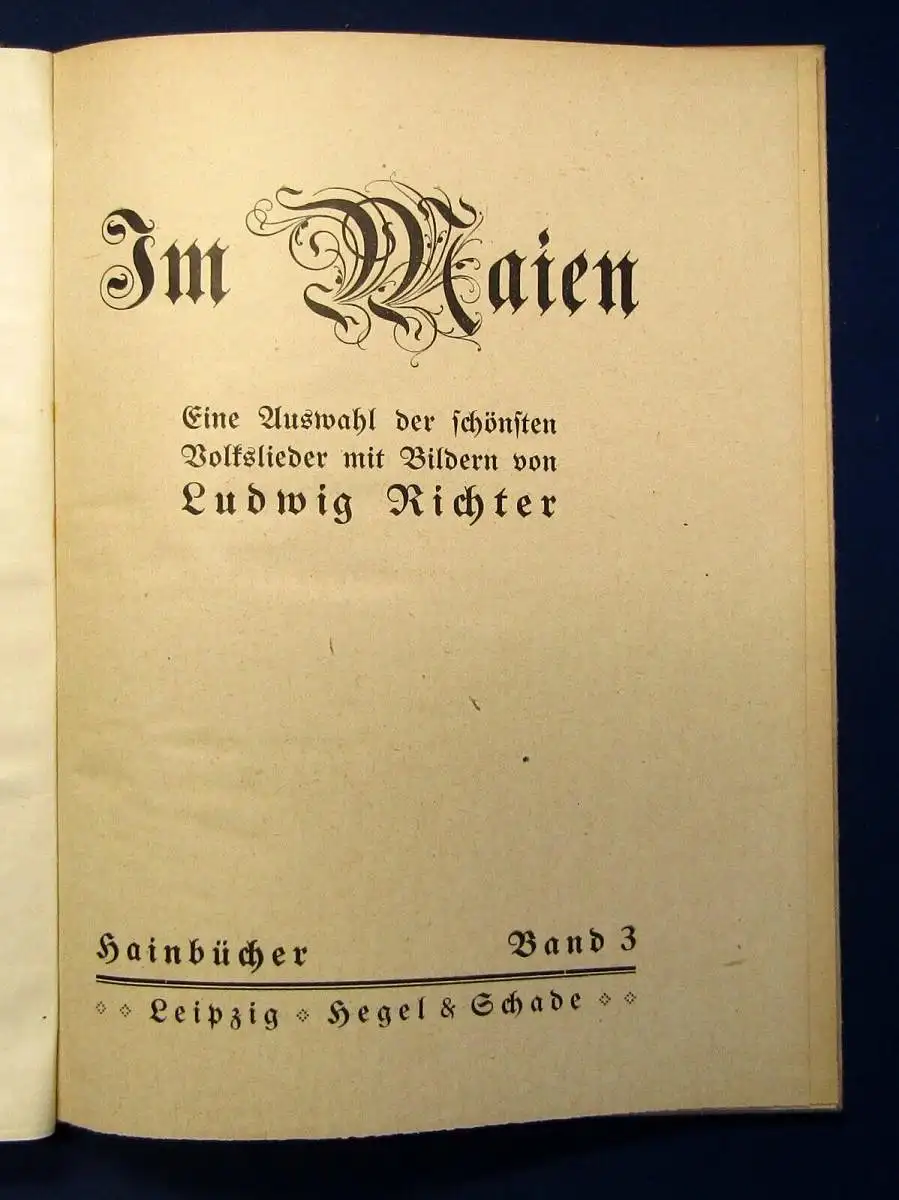 Im Maien
Eine Auswahl der schönsten
Volkslieder mit Bildern von
Ludwig Richter
Hainbücher Band 3
Leipzig Hegel & Schade